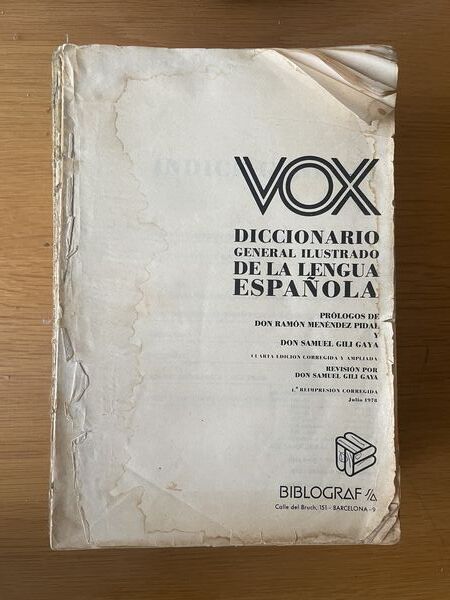 VOX
DICCIONARIO
GENERAL ILUSTRADO
DE LA LENGUA
ESPAÑOLA
PRÓLOGOS DE
DON RAMÓN MENÉNDEZ PIDAL
Y
DON SAMUEL GILI GAYA
CUARTA EDICIÓN CORREGIDA Y AMPLIADA
REVISIÓN POR
DON SAMUEL GILI GAYA
1.ª REIMPRESIÓN CORREGIDA
Julio 1978
BIBLOGRAF S/A
Calle del Bruch, 151 - BARCELONA - 9